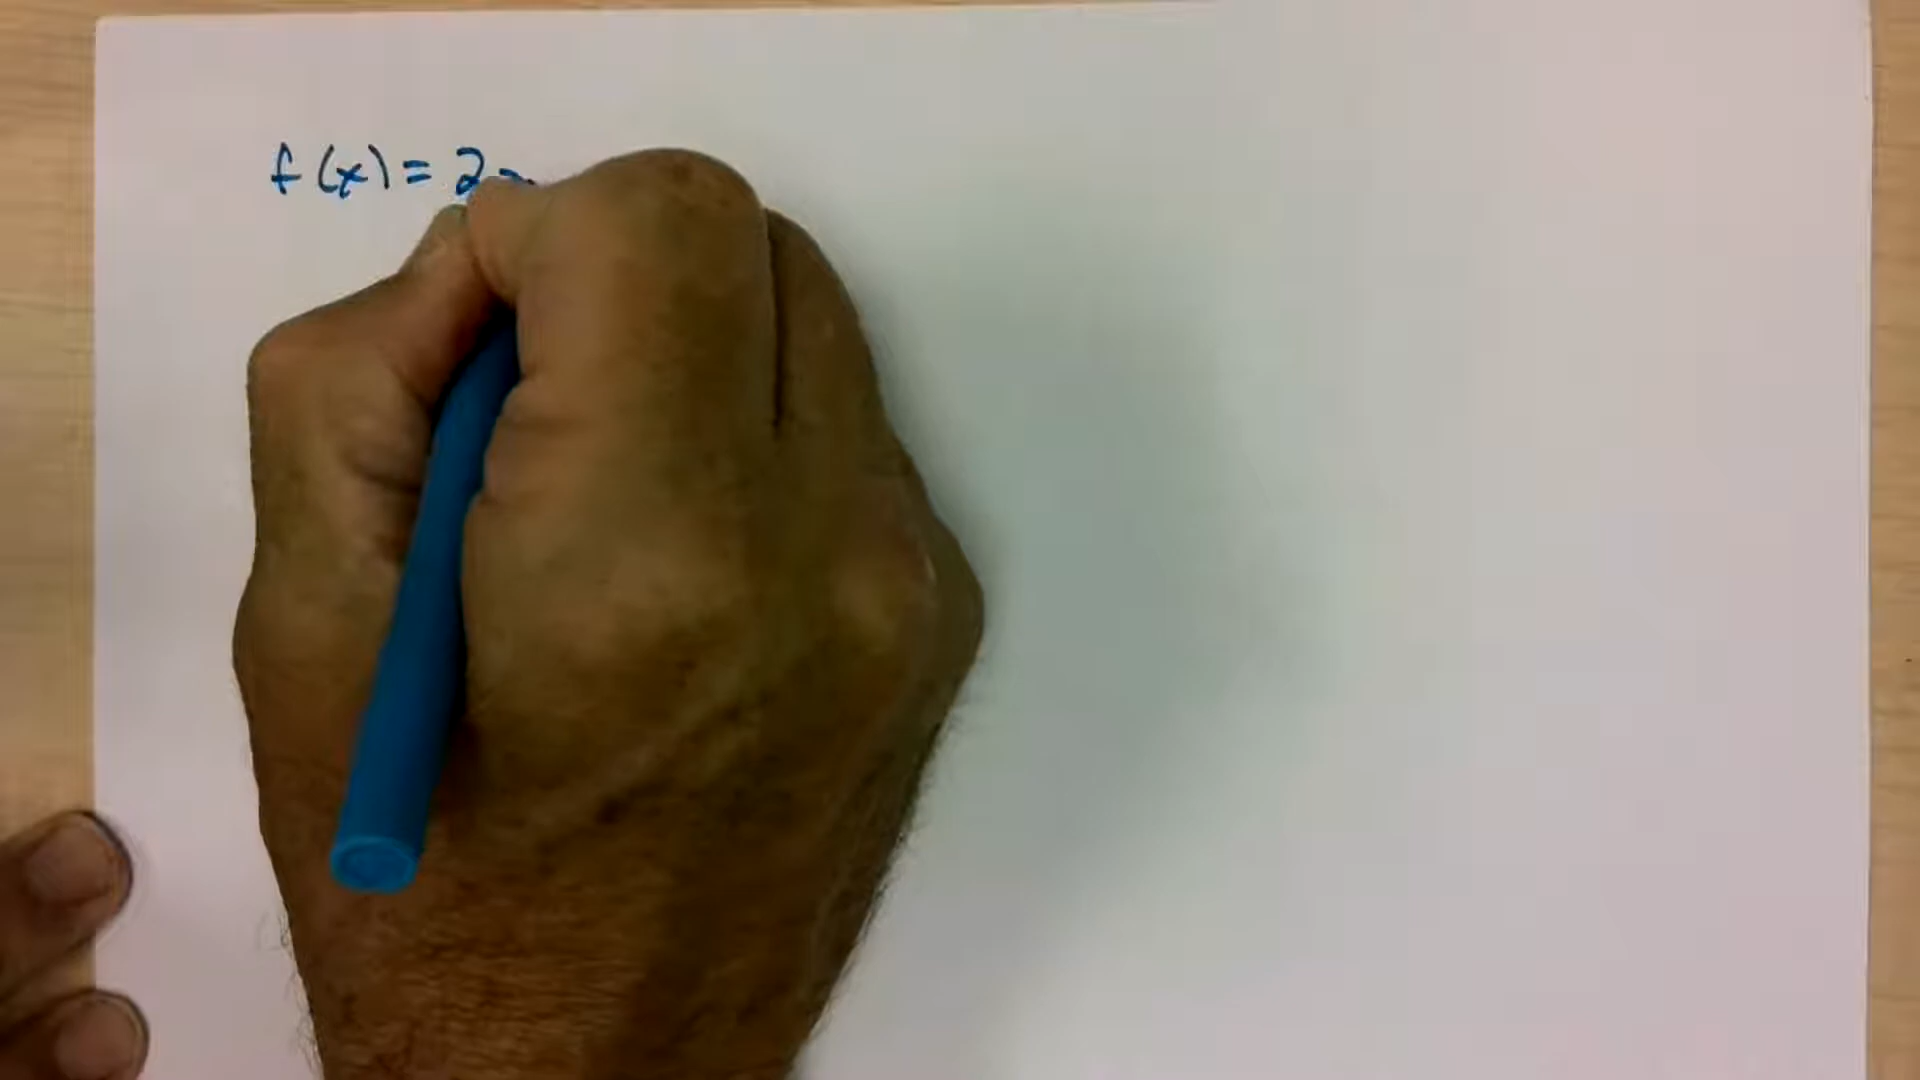 f(x) = 2